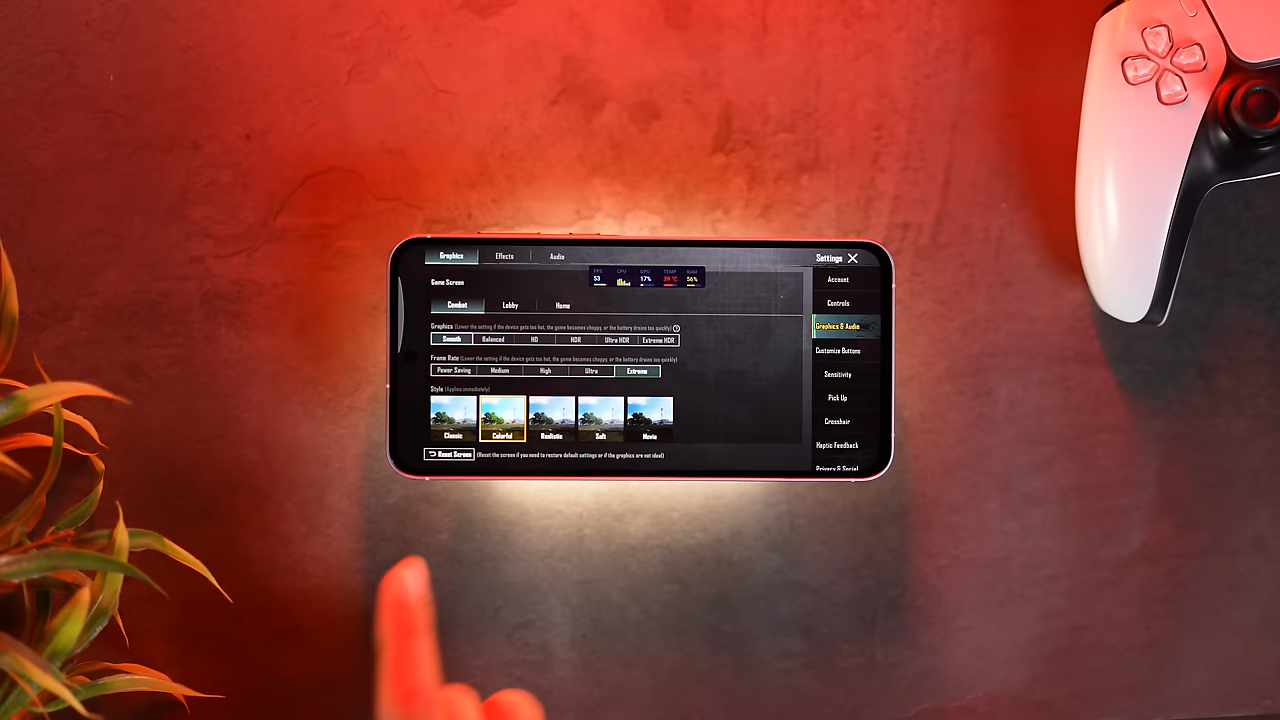 Graphics Effects Audio Settings
FPS CPU GPU TEMP RAM
53 17% 39 °C 56%
Game Screen
Combat Lobby Home
Graphics (Lower the setting if the device gets too hot, the game becomes choppy, or the battery drains too quickly) ?
Smooth Balanced HD HDR Ultra HDR Extreme HDR
Frame Rate (Lower the setting if the device gets too hot, the game becomes choppy, or the battery drains too quickly)
Power Saving Medium High Ultra Extreme
Style (Applies immediately)
Classic Colorful Realistic Soft Movie
Reset Screen (Reset the screen if you need to restore default settings or if the graphics are not ideal)
Account
Controls
Graphics & Audio
Customize Buttons
Sensitivity
Pick Up
Crosshair
Haptic Feedback
Privacy & Social